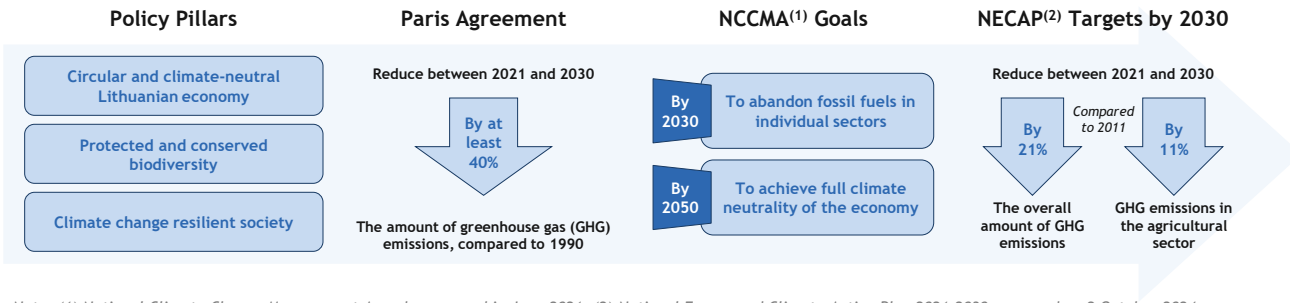 Policy Pillars
Circular and climate-neutral
Lithuanian economy
Protected and conserved
biodiversity
Climate change resilient society
Paris Agreement
Reduce between 2021 and 2030
By at
least
40%
The amount of greenhouse gas (GHG)
emissions, compared to 1990
NCCMA(1) Goals
By
2030
To abandon fossil fuels in
individual sectors
By
2050
To achieve full climate
neutrality of the economy
NECAP(2) Targets by 2030
Reduce between 2021 and 2030
Compared
to 2011
By
21%
The overall
amount of GHG
emissions
By
11%
GHG emissions in
the agricultural
sector